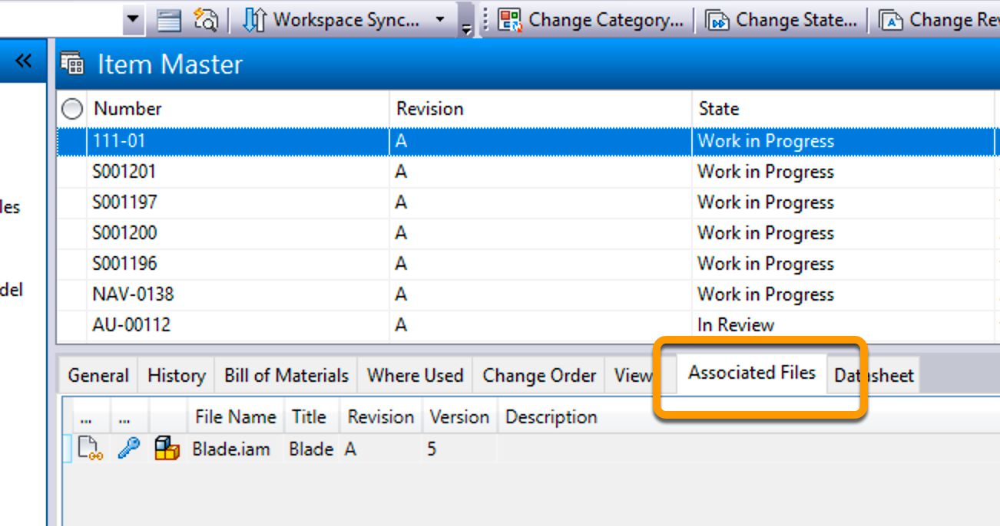 Workspace Sync... Change Category... Change State... Change Rev
Item Master
Number Revision State
111-01 A Work in Progress
S001201 A Work in Progress
les
S001197 A Work in Progress
S001200 A Work in Progress
S001196 A Work in Progress
del
NAV-0138 A Work in Progress
AU-00112 A In Review
General History Bill of Materials Where Used Change Order View Associated Files Datasheet
... ... File Name Title Revision Version Description
Blade.iam Blade A 5